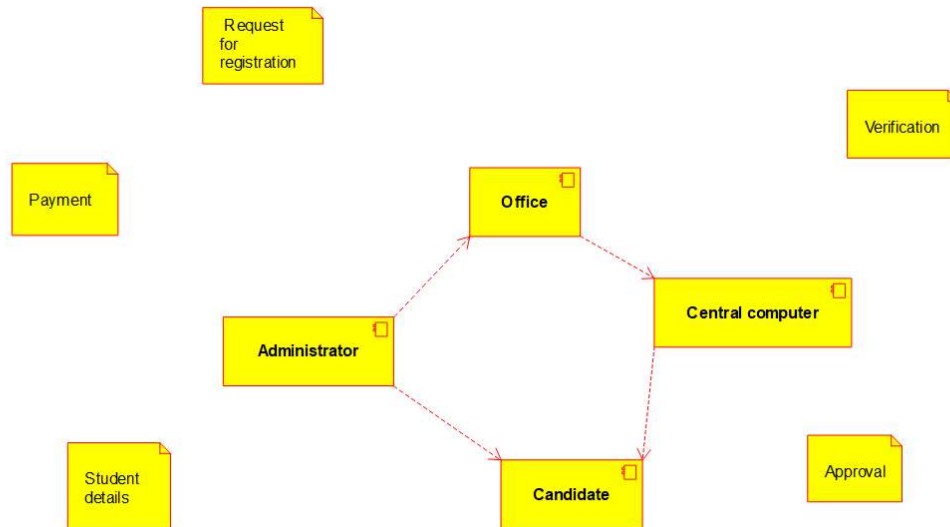 Request
for
registration
Verification
Payment
Office
Central computer
Administrator
Student
details
Candidate
Approval